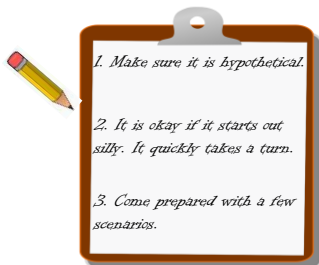 1. Make sure it is hypothetical.
2. It is okay if it starts out
silly. It quickly takes a turn.
3. Come prepared with a few
scenarios.